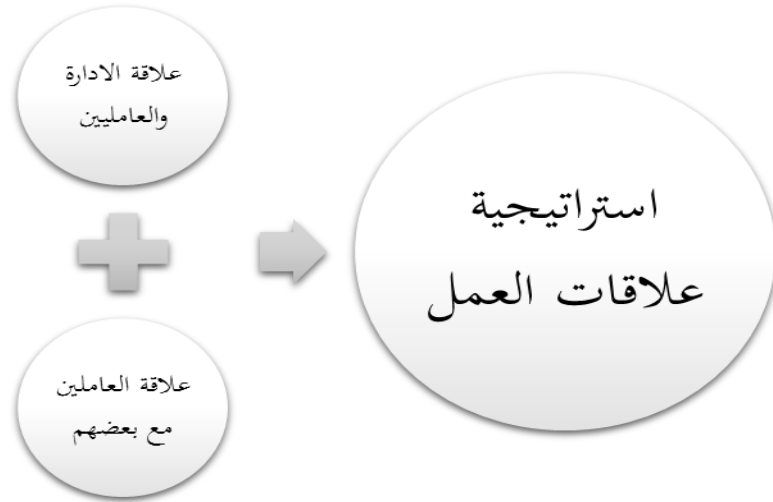 علاقة الادارة
والعامليين
علاقة العاملين
مع بعضهم
استراتيجية
علاقات العمل